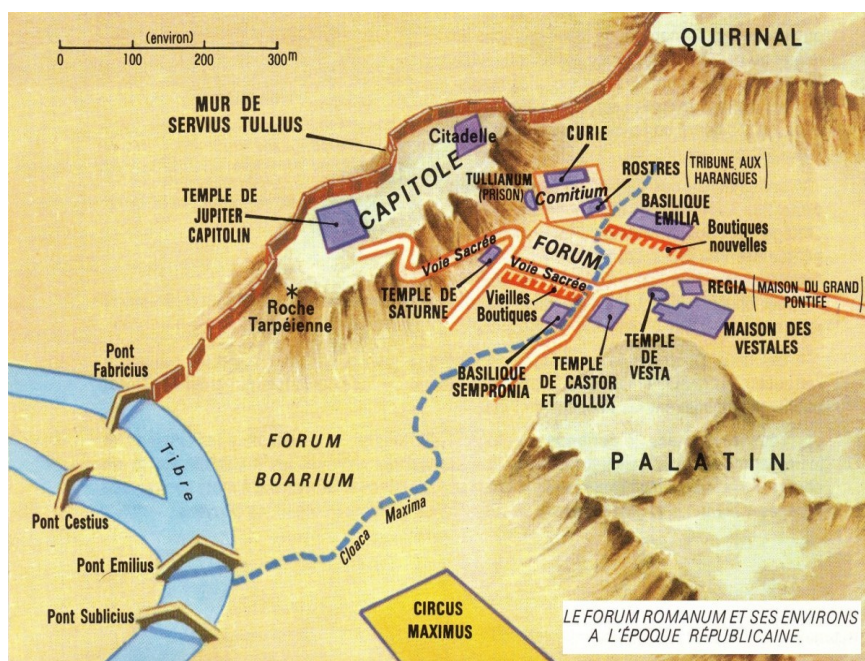 (environ)
0 100 200 300 m
QUIRINAL
MUR DE
SERVIUS TULLIUS
Citadelle
CURIE
CAPITOLE
TULLIANUM
(PRISON)
Comitium
ROSTRES
(TRIBUNE AUX
HARANGUES)
TEMPLE DE
JUPITER
CAPITOLIN
BASILIQUE
EMILIA
Boutiques
nouvelles
FORUM
Voie Sacrée
Voie Sacrée
TEMPLE DE
SATURNE
Vieilles
Boutiques
REGIA
(MAISON DU GRAND
PONTIFE)
Roche
Tarpéienne
MAISON DES
VESTALES
TEMPLE
DE
VESTA
BASILIQUE
SEMPRONIA
TEMPLE
DE CASTOR
ET POLLUX
Pont
Fabricius
Tibre
FORUM
BOARIUM
PALATIN
Pont Cestius
Cloaca Maxima
Pont Emilius
Pont Sublicius
CIRCUS
MAXIMUS
LE FORUM ROMANUM ET SES ENVIRONS
A L'ÉPOQUE RÉPUBLICAINE.